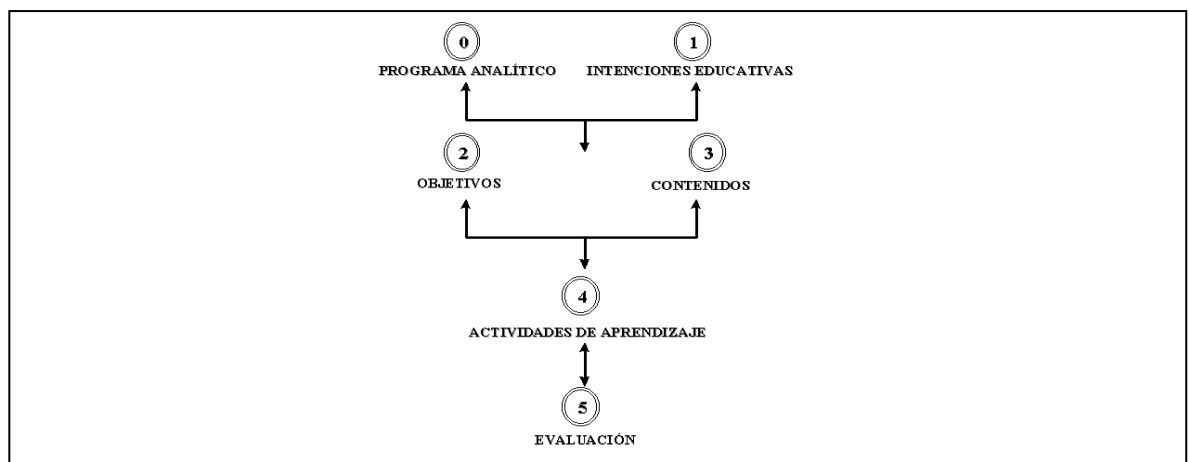 0
1
PROGRAMA ANALÍTICO
INTENCIONES EDUCATIVAS
2
3
OBJETIVOS
CONTENIDOS
4
ACTIVIDADES DE APRENDIZAJE
5
EVALUACIÓN